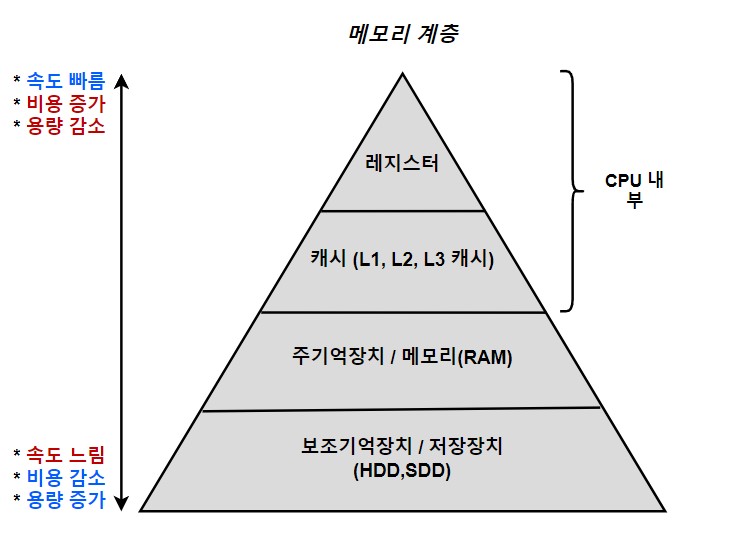 메모리 계층
* 속도 빠름
* 비용 증가
* 용량 감소
레지스터
CPU 내
부
캐시 (L1, L2, L3 캐시)
주기억장치 / 메모리(RAM)
보조기억장치 / 저장장치
(HDD,SDD)
* 속도 느림
* 비용 감소
* 용량 증가